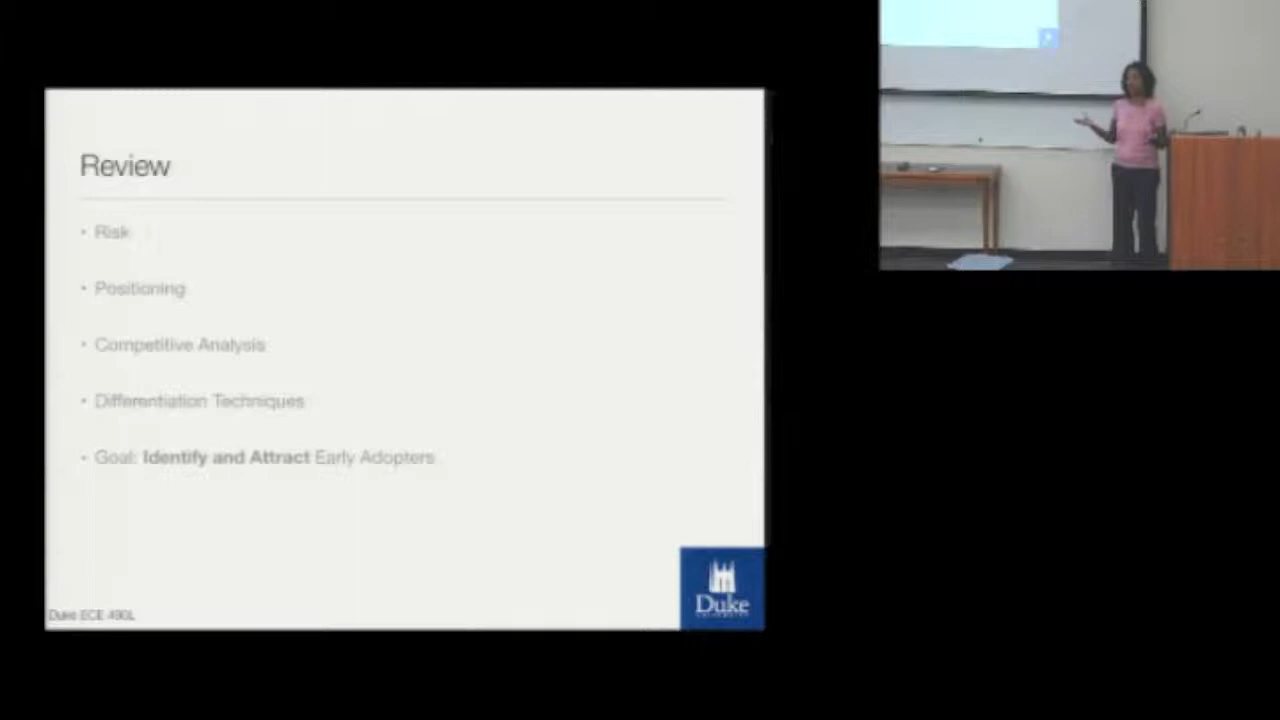 Review
• Risk
• Positioning
• Competitive Analysis
• Differentiation Techniques
• Goal: Identify and Attract Early Adopters
Duke
Duke ECE 490L